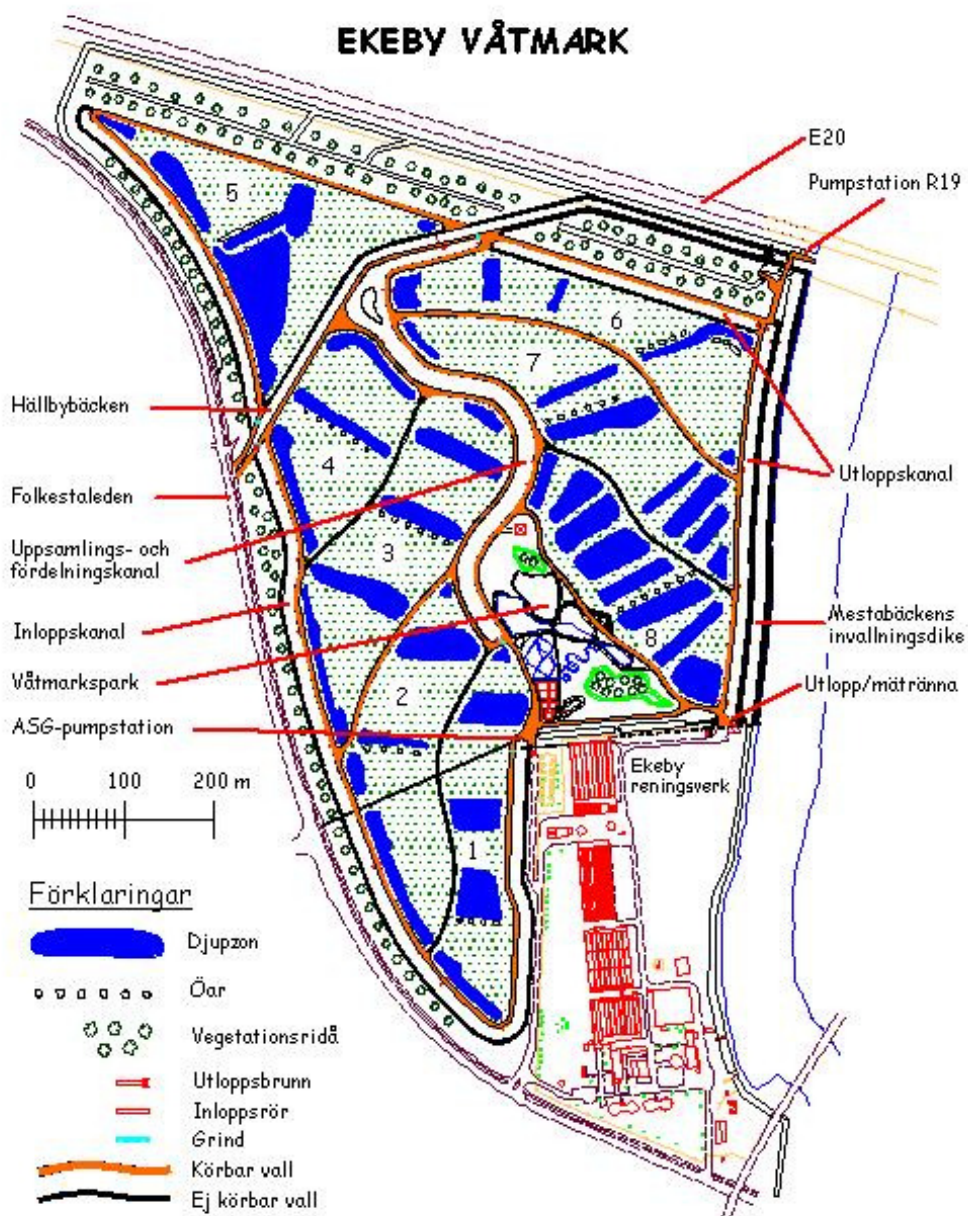 EKEBY VÅTMARK
E20
Pumpstation R19
5
6
7
Hällbybäcken
4
Utloppskanal
Folkestaleden
Uppsamlings- och
fördelningskanal
3
Inloppskanal
8
Mestabäckens
invallningsdike
Våtmarkspark
2
Utlopp/mätränna
ASG-pumpstation
Ekeby
reningsverk
0 100 200 m
1
Förklaringar
Djupzon
Öar
Vegetationsridå
Utloppsbrunn
Inloppsrör
Grind
Körbar vall
Ej körbar vall